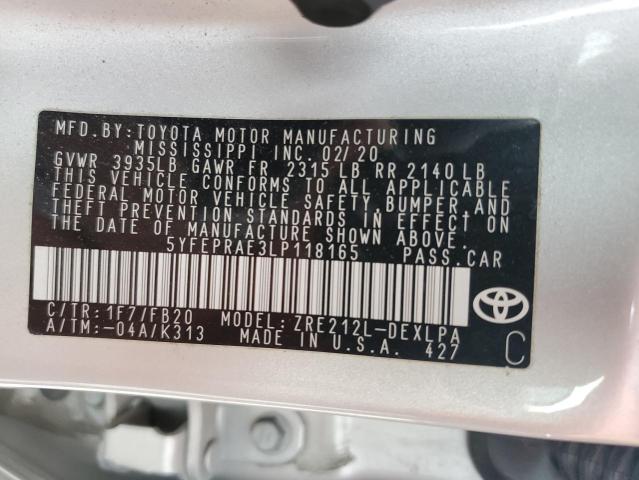 MFD.BY:TOYOTA MOTOR MANUFACTURING
MISSISSIPPI INC. 02/20
GVWR 3935LB GAWR FR 2315 LB RR 2140 LB
THIS VEHICLE CONFORMS TO ALL APPLICABLE
FEDERAL MOTOR VEHICLE SAFETY, BUMPER AND
THEFT PREVENTION STANDARDS IN EFFECT ON
THE DATE OF MANUFACTURE SHOWN ABOVE.
5YFEPRAE3LP118165 PASS.CAR
C/TR: 1F7/FB20 MODEL: ZRE212L-DEXLPA
A/TM: -04A/K313 MADE IN U.S.A. 427
C